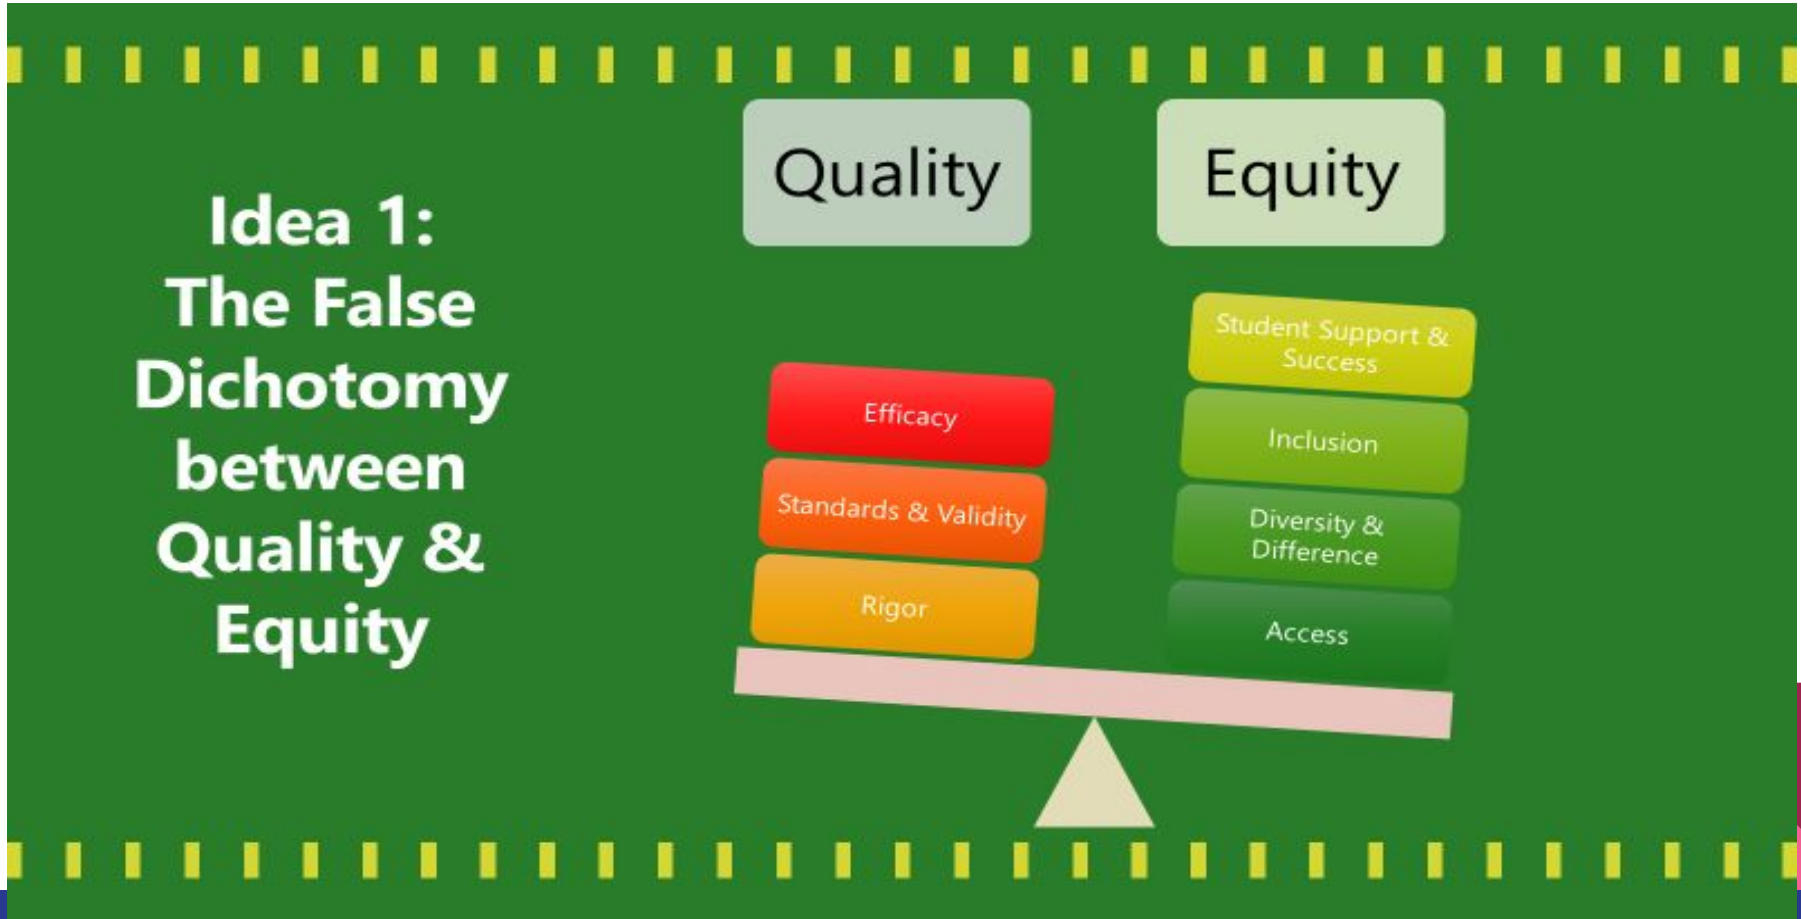 Idea 1:
The False
Dichotomy
between
Quality &
Equity
Quality
Efficacy
Standards & Validity
Rigor
Equity
Student Support &
Success
Inclusion
Diversity &
Difference
Access